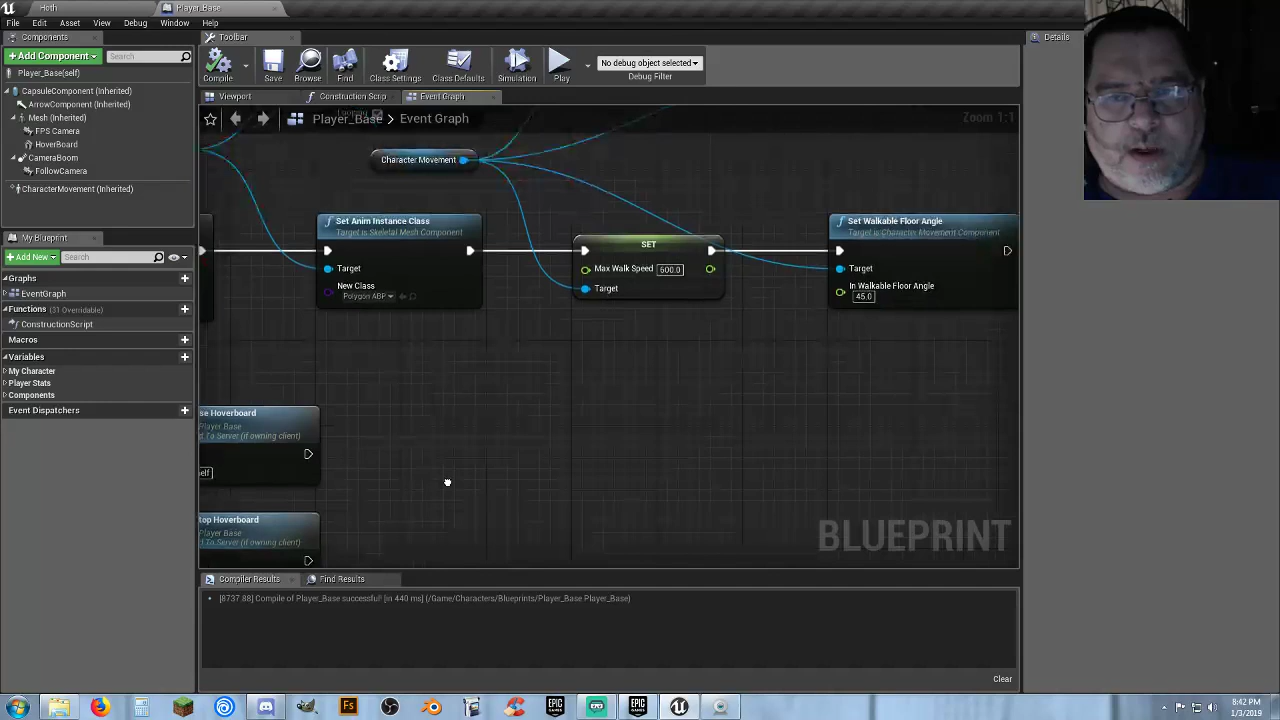 Hoth
Player_Base
File Edit Asset View Debug Window Help
Components
Toolbar
Details
Add Component
Search
Compile
Save
Browse
Find
Class Settings
Class Defaults
Simulation
Play
No debug object selected
Debug Filter
Player_Base(self)
CapsuleComponent (Inherited)
ArrowComponent (Inherited)
Mesh (Inherited)
FPS Camera
HoverBoard
CameraBoom
FollowCamera
CharacterMovement (Inherited)
Viewport
Construction Scrip
Event Graph
Player_Base > Event Graph
Zoom 1:1
Character Movement
Set Anim Instance Class
Target is Skeletal Mesh Component
Target
New Class
Polygon ABP
SET
Max Walk Speed 600.0
Target
Set Walkable Floor Angle
Target is Character Movement Component
Target
In Walkable Floor Angle
45.0
My Blueprint
Add New
Search
Graphs
EventGraph
Functions (31 Overridable)
ConstructionScript
Macros
Variables
My Character
Player Stats
Components
Event Dispatchers
se Hoverboard
Player Base
d To Server (if owning client)
self
top Hoverboard
Player Base
d To Server (if owning client)
BLUEPRINT
Compiler Results
Find Results
[8737.88] Compile of Player_Base successful! [in 440 ms] (/Game/Characters/Blueprints/Player_Base Player_Base)
Clear
Fs
EPIC GAMES
EPIC GAMES
8:42 PM
1/3/2019